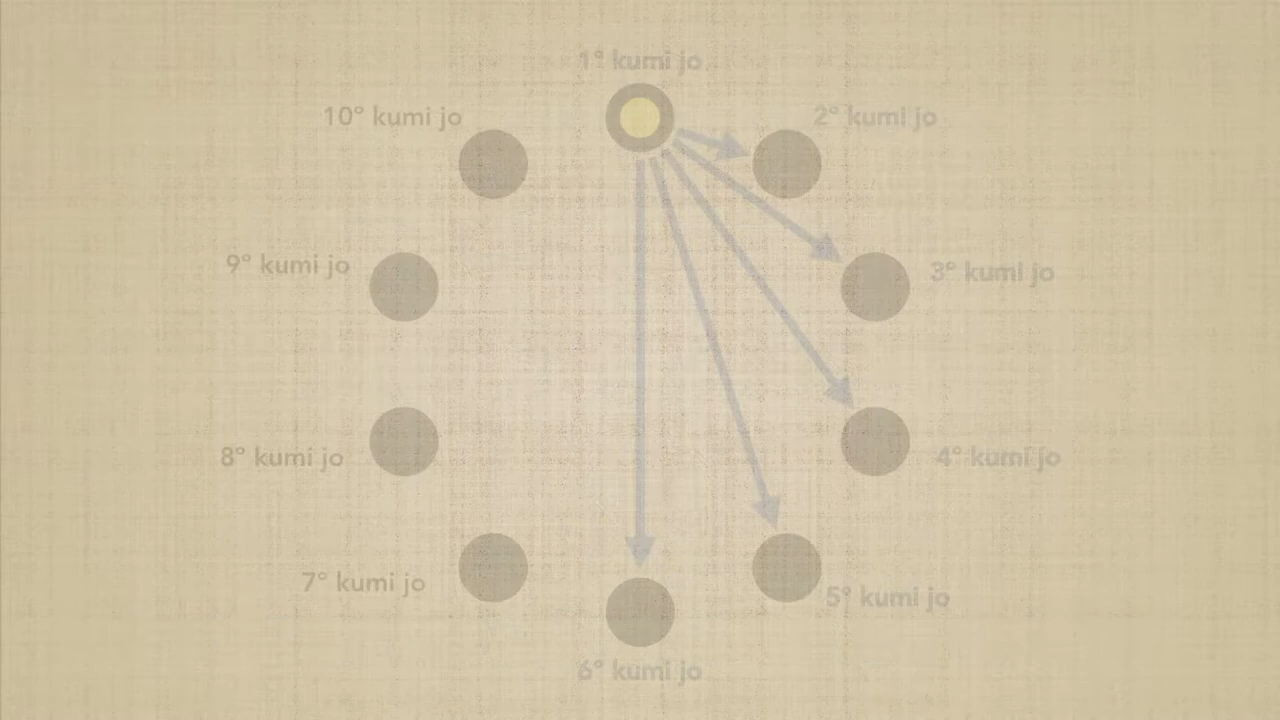 1° kumi jo
10° kumi jo
2° kumi jo
9° kumi jo
3° kumi jo
8° kumi jo
4° kumi jo
7° kumi jo
5° kumi jo
6° kumi jo